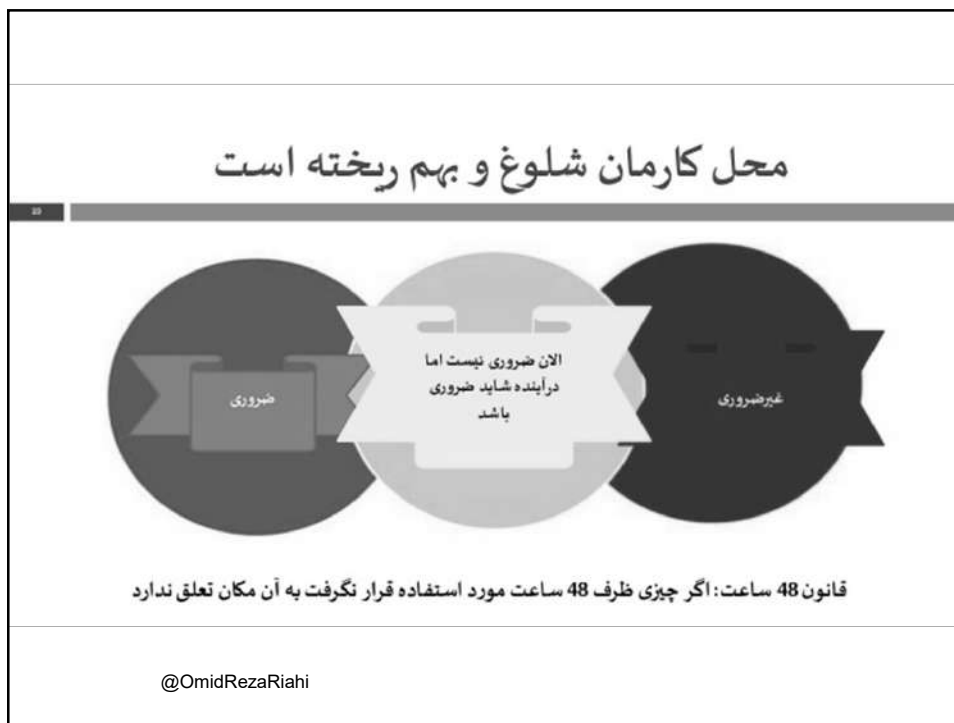 محل کارمان شلوغ و بهم ریخته است
ضروری
الان ضروری نیست اما
درآینده شاید ضروری
باشد
غیرضروری
قانون 48 ساعت: اگر چیزی ظرف 48 ساعت مورد استفاده قرار نگرفت به آن مکان تعلق ندارد
@OmidRezaRiahi